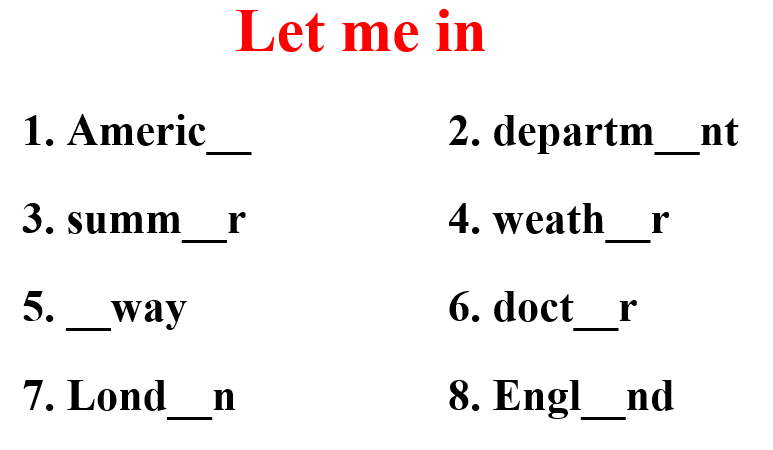 Let me in
1. Americ__ 2. departm__nt
3. summ__r 4. weath__r
5. __way 6. doct__r
7. Lond__n 8. Engl__nd